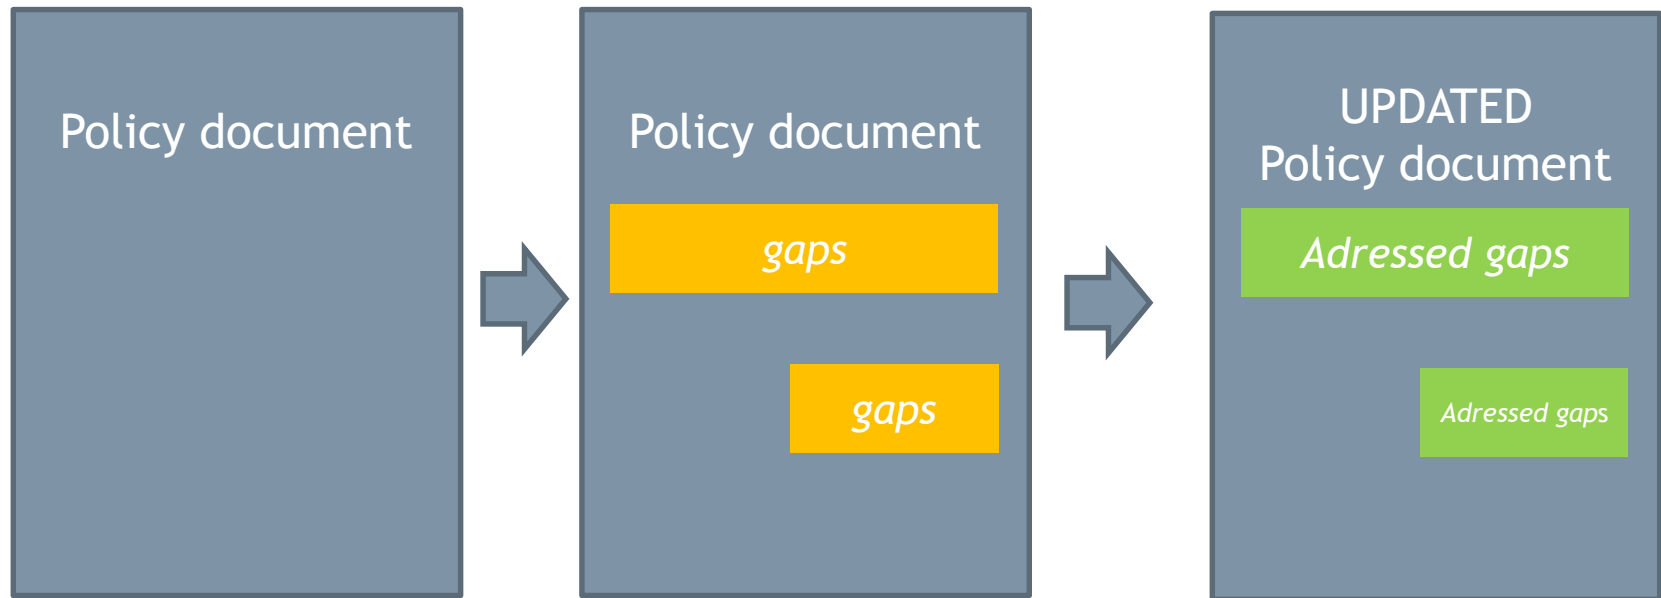 Policy document
Policy document
gaps
gaps
UPDATED
Policy document
Adressed gaps
Adressed gaps